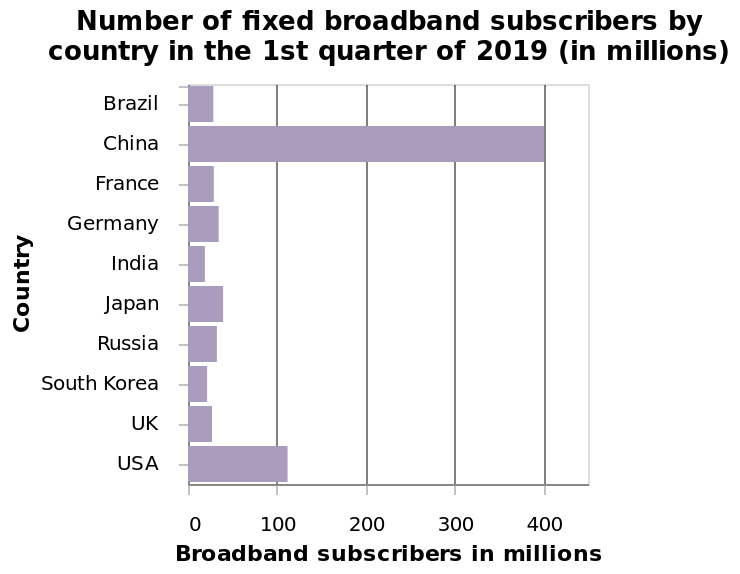 Number of fixed broadband subscribers by
country in the 1st quarter of 2019 (in millions)
Country
Brazil
China
France
Germany
India
Japan
Russia
South Korea
UK
USA
0 100 200 300 400
Broadband subscribers in millions